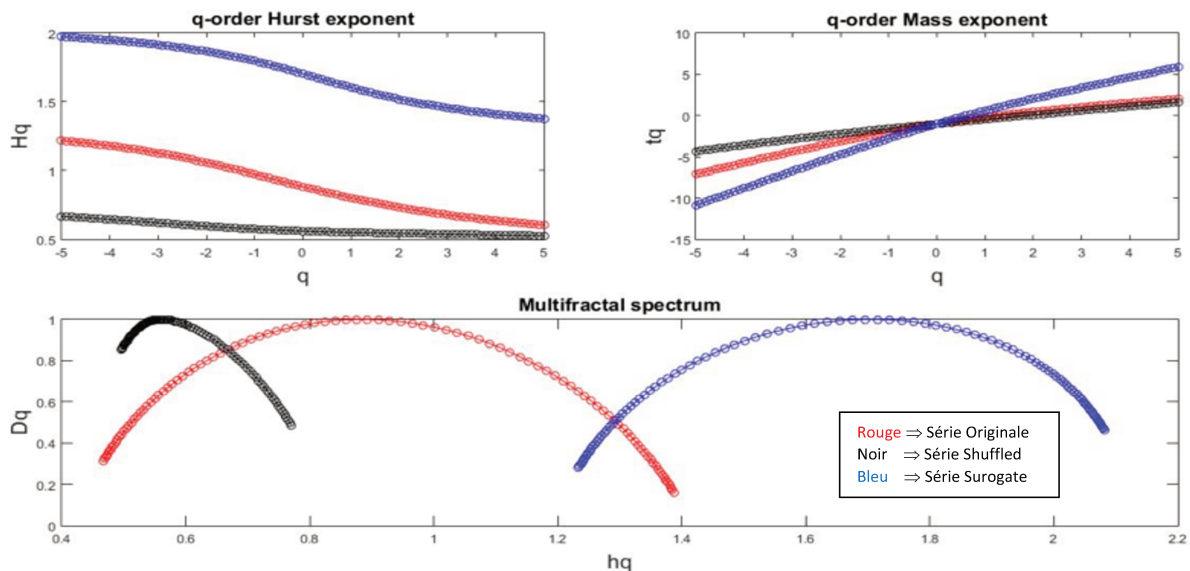 q-order Hurst exponent
Hq
2
1.5
1
0.5
-5 -4 -3 -2 -1 0 1 2 3 4 5
q
q-order Mass exponent
tq
10
5
0
-5
-10
-15
-5 -4 -3 -2 -1 0 1 2 3 4 5
q
Multifractal spectrum
Dq
1
0.8
0.6
0.4
0.2
0
0.4 0.6 0.8 1 1.2 1.4 1.6 1.8 2 2.2
hq
Rouge ⇒ Série Originale
Noir ⇒ Série Shuffled
Bleu ⇒ Série Surogate